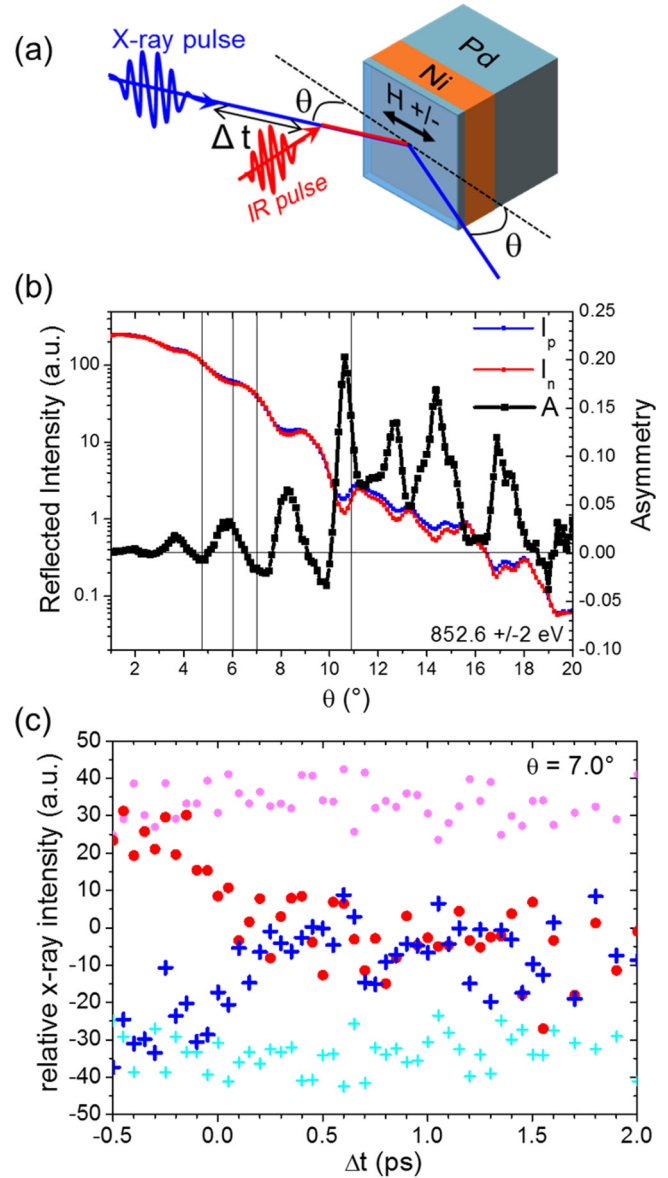 (a)
X-ray pulse
Δ t
IR pulse
θ
Pd
Ni
H +/-
θ
(b)
Reflected Intensity (a.u.)
100
10
1
0.1
I_p
I_n
A
0.25
0.20
0.15
0.10
0.05
0.00
-0.05
-0.10
Asymmetry
852.6 +/-2 eV
0 2 4 6 8 10 12 14 16 18 20
θ (°)
(c)
relative x-ray intensity (a.u.)
50
40
30
20
10
0
-10
-20
-30
-40
-50
θ = 7.0°
-0.5 0.0 0.5 1.0 1.5 2.0
Δt (ps)